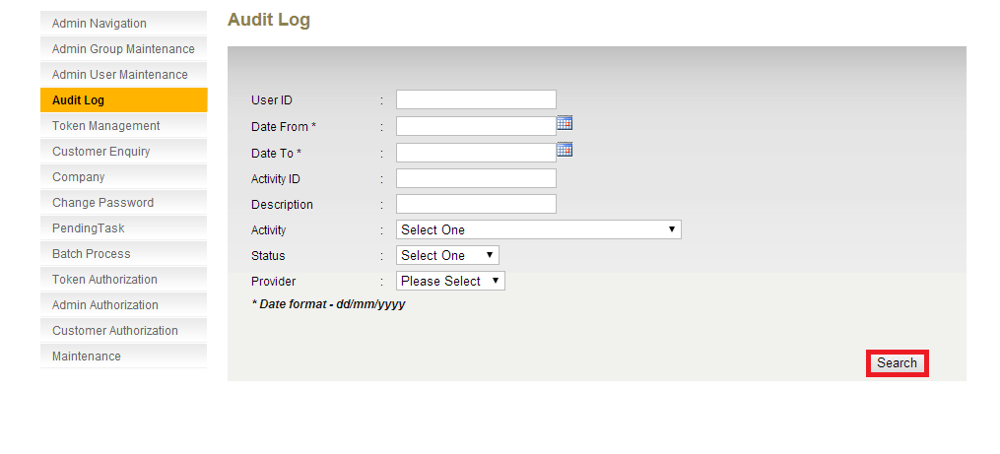 Admin Navigation
Admin Group Maintenance
Admin User Maintenance
Audit Log
Token Management
Customer Enquiry
Company
Change Password
PendingTask
Batch Process
Token Authorization
Admin Authorization
Customer Authorization
Maintenance
Audit Log
User ID :
Date From * :
Date To * :
Activity ID :
Description :
Activity : Select One
Status : Select One
Provider : Please Select
* Date format - dd/mm/yyyy
Search